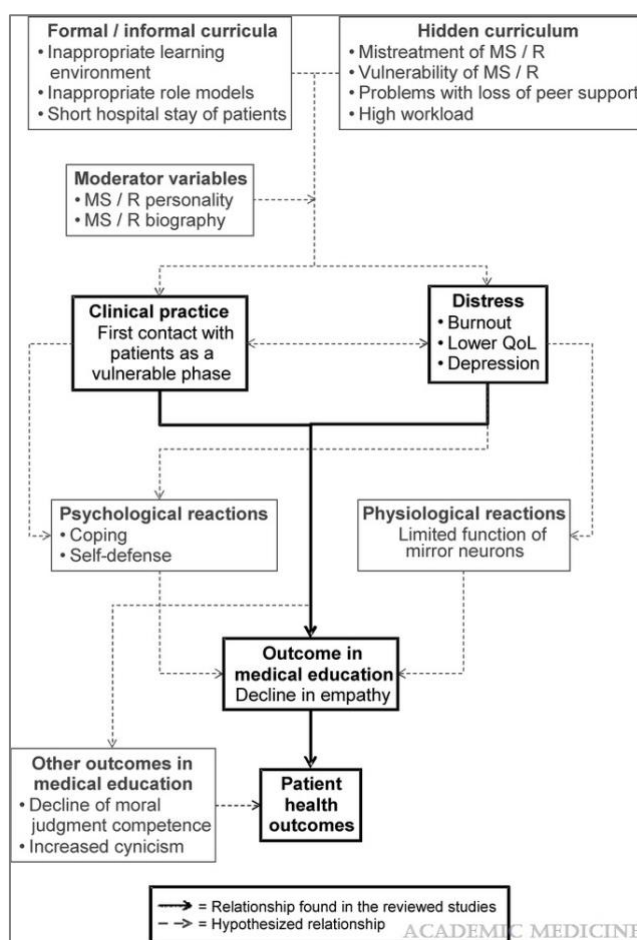 Formal / informal curricula
• Inappropriate learning
environment
• Inappropriate role models
• Short hospital stay of patients
Hidden curriculum
• Mistreatment of MS / R
• Vulnerability of MS / R
• Problems with loss of peer support
• High workload
Moderator variables
• MS / R personality
• MS / R biography
Clinical practice
First contact with
patients as a
vulnerable phase
Distress
• Burnout
• Lower QoL
• Depression
Psychological reactions
• Coping
• Self-defense
Physiological reactions
Limited function of
mirror neurons
Outcome in
medical education
Decline in empathy
Other outcomes in
medical education
• Decline of moral
judgment competence
• Increased cynicism
Patient
health
outcomes
= Relationship found in the reviewed studies
= Hypothesized relationship
ACADEMIC MEDICINE